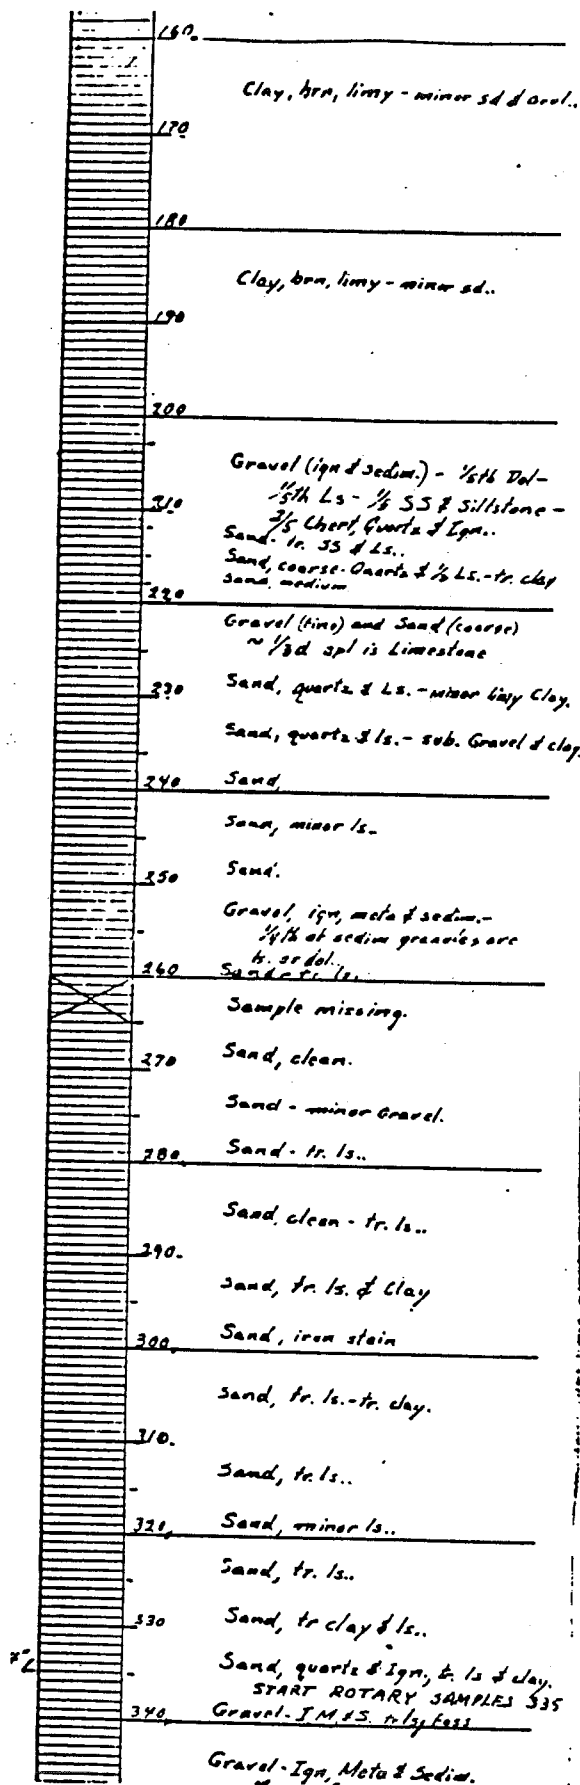 160.
Clay, brn, limy - minor sd & Gravl..
170
180
Clay, brn, limy - minor sd..
190
200
Gravel (ign & sedim.) - 1/5th Dol-
1/5th Ls - 1/5 SS & Siltstone -
210
2/5 Chert, Quartz & Ign..
Sand - tr. SS & Ls..
Sand, coarse - Quartz & 1/3 Ls. - tr. clay
Sand, medium
220
Gravel (fine) and Sand (coarse)
~ 1/3d spl is Limestone
230
Sand, quartz & Ls. - minor limy Clay.
Sand, quartz & ls. - sub. Gravel & clay.
240
Sand,
Sand, minor ls.
250
Sand.
Gravel, ign, meta & sedim. -
sedim are
ls. or dol..
260
Sand - tr. ls.
Sample missing.
270
Sand, clean.
Sand - minor Gravel.
280
Sand - tr. ls..
Sand, clean - tr. ls..
290.
Sand, tr. ls. & Clay
300.
Sand, iron stain
Sand, tr. ls. - tr. clay.
310.
Sand, tr. ls..
320,
Sand, minor ls..
Sand, tr. ls..
330
Sand, tr clay & ls..
Sand, quartz & Ign, tr. ls & clay.
START ROTARY SAMPLES 335
340,
Gravel - I.M.&S.
Gravel - Ign, Meta & Sedim.